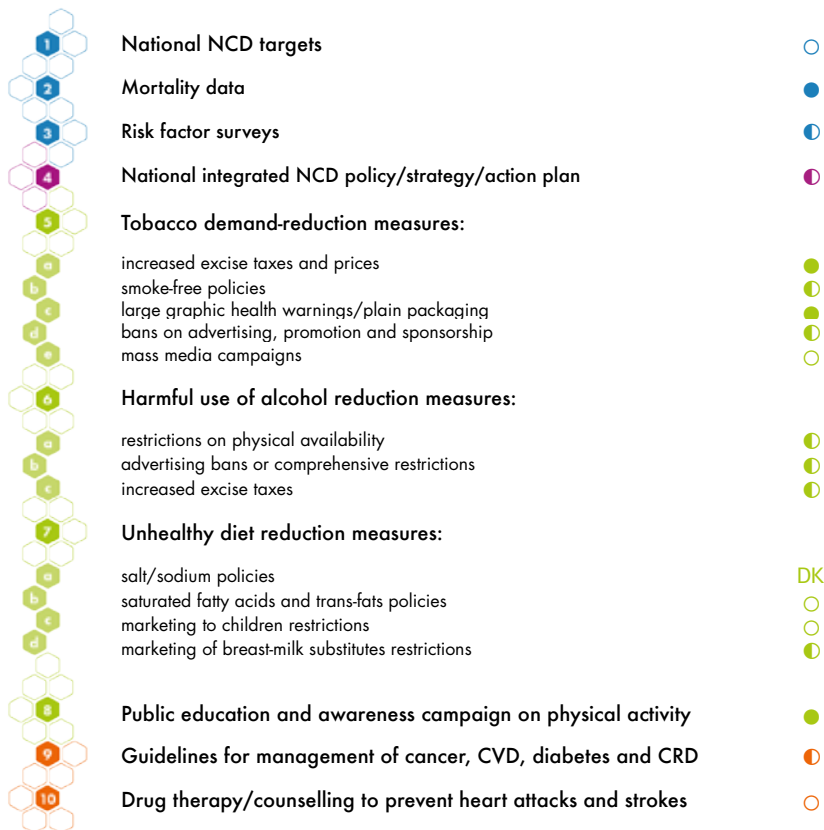 1 National NCD targets ○
2 Mortality data ●
3 Risk factor surveys ◐
4 National integrated NCD policy/strategy/action plan ◐
5 Tobacco demand-reduction measures:
a increased excise taxes and prices ●
b smoke-free policies ◐
c large graphic health warnings/plain packaging ●
d bans on advertising, promotion and sponsorship ◐
e mass media campaigns ○
6 Harmful use of alcohol reduction measures:
a restrictions on physical availability ◐
b advertising bans or comprehensive restrictions ◐
c increased excise taxes ◐
7 Unhealthy diet reduction measures:
a salt/sodium policies DK
b saturated fatty acids and trans-fats policies ○
c marketing to children restrictions ○
d marketing of breast-milk substitutes restrictions ◐
8 Public education and awareness campaign on physical activity ●
9 Guidelines for management of cancer, CVD, diabetes and CRD ◐
10 Drug therapy/counselling to prevent heart attacks and strokes ○